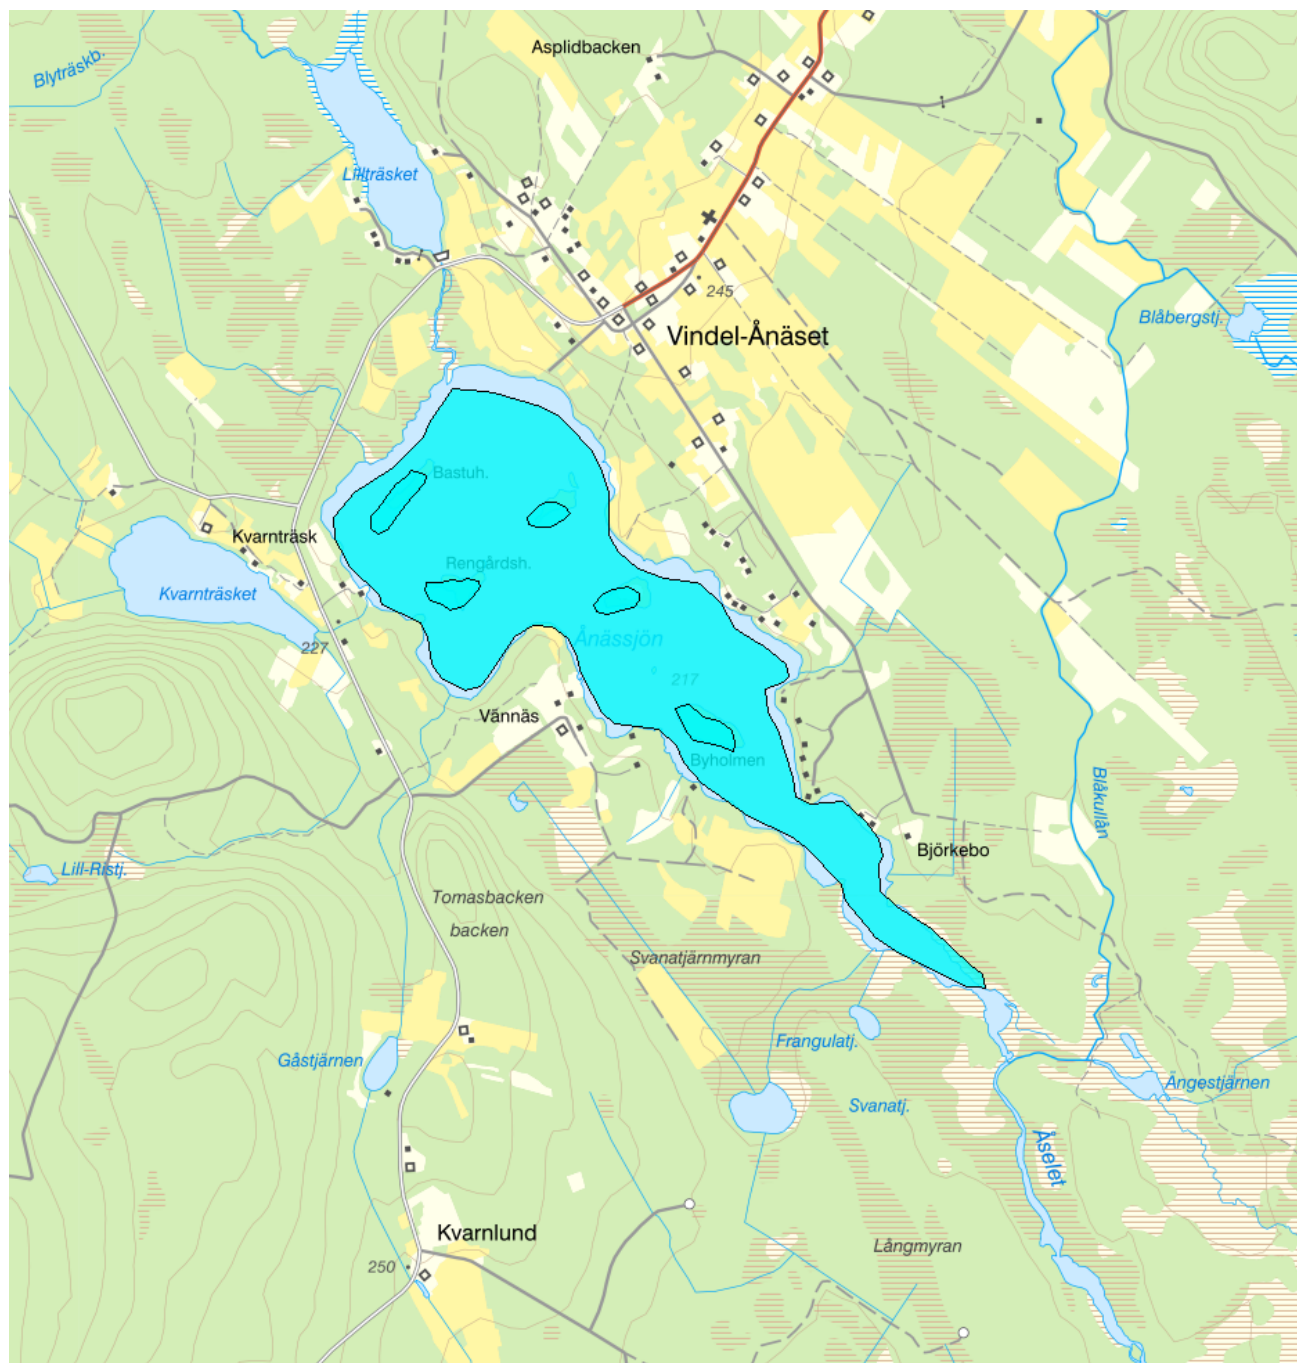 Asplidbacken
Blyträskb.
Lillträsket
245
Blåbergstj.
Vindel-Ånäset
Bastuh.
Kvarnträsk
Rengårdsh.
Kvarnträsket
Ånässjön
227
217
Vännäs
Byholmen
Blåkullån
Björkebo
Lill-Ristj.
Tomasbacken
backen
Svanatjärnmyran
Frangulatj.
Gåstjärnen
Ängestjärnen
Svanatj.
Åselet
Kvarnlund
Långmyran
250